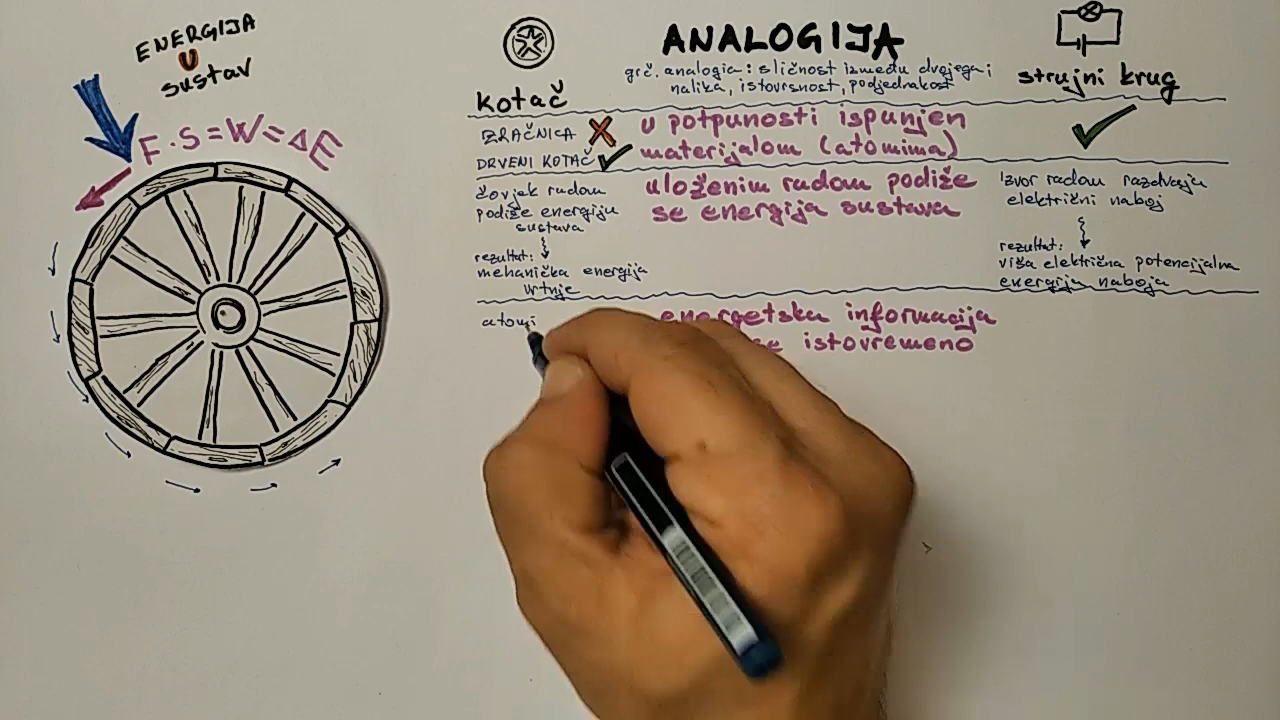 ENERGIJA
U
sustav
F · S = W = ΔE
ANALOGIJA
grč. analogia: sličnost između dvojega;
nalika, istovrsnost, podjednakost
kotač
strujni krug
ZRAČNICA
DRVENI KOTAČ
u potpunosti ispunjen
materijalom (atomima)
čovjek radom
podiže energiju
sustava
rezultat:
mehanička energija
vrtnje
uloženim radom podiže
se energija sustava
Izvor radom razdvaja
električni naboj
rezultat:
viša električna potencijalna
energija naboja
atomi
energetska informacija
se istovremeno